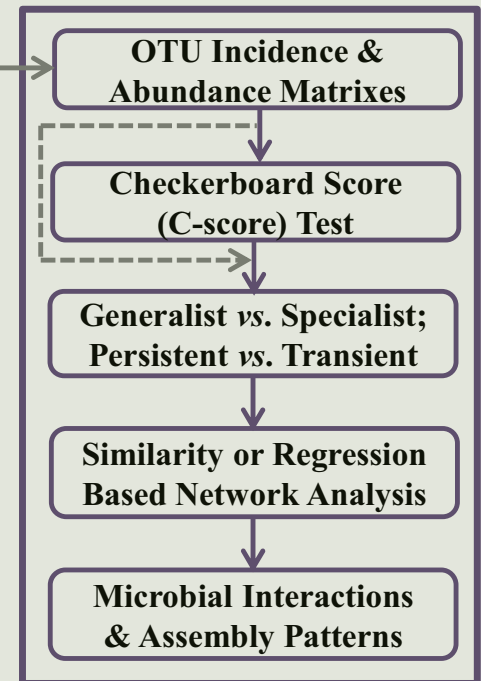 OTU Incidence &
Abundance Matrixes
Checkerboard Score
(C-score) Test
Generalist vs. Specialist;
Persistent vs. Transient
Similarity or Regression
Based Network Analysis
Microbial Interactions
& Assembly Patterns